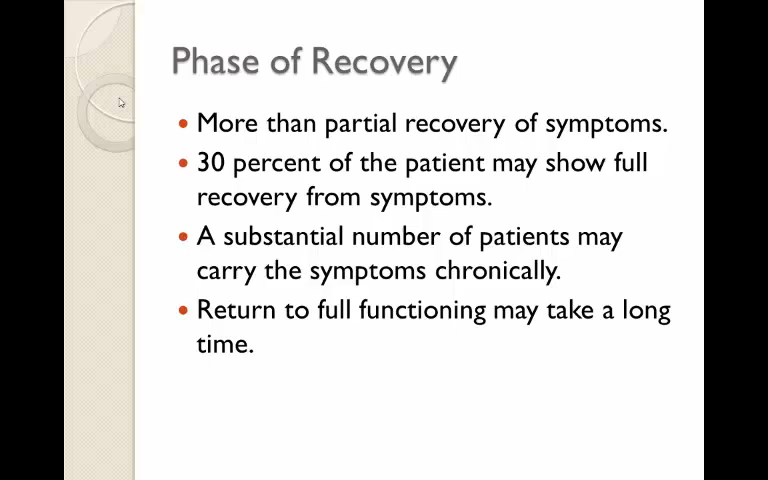 Phase of Recovery
• More than partial recovery of symptoms.
• 30 percent of the patient may show full
recovery from symptoms.
• A substantial number of patients may
carry the symptoms chronically.
• Return to full functioning may take a long
time.